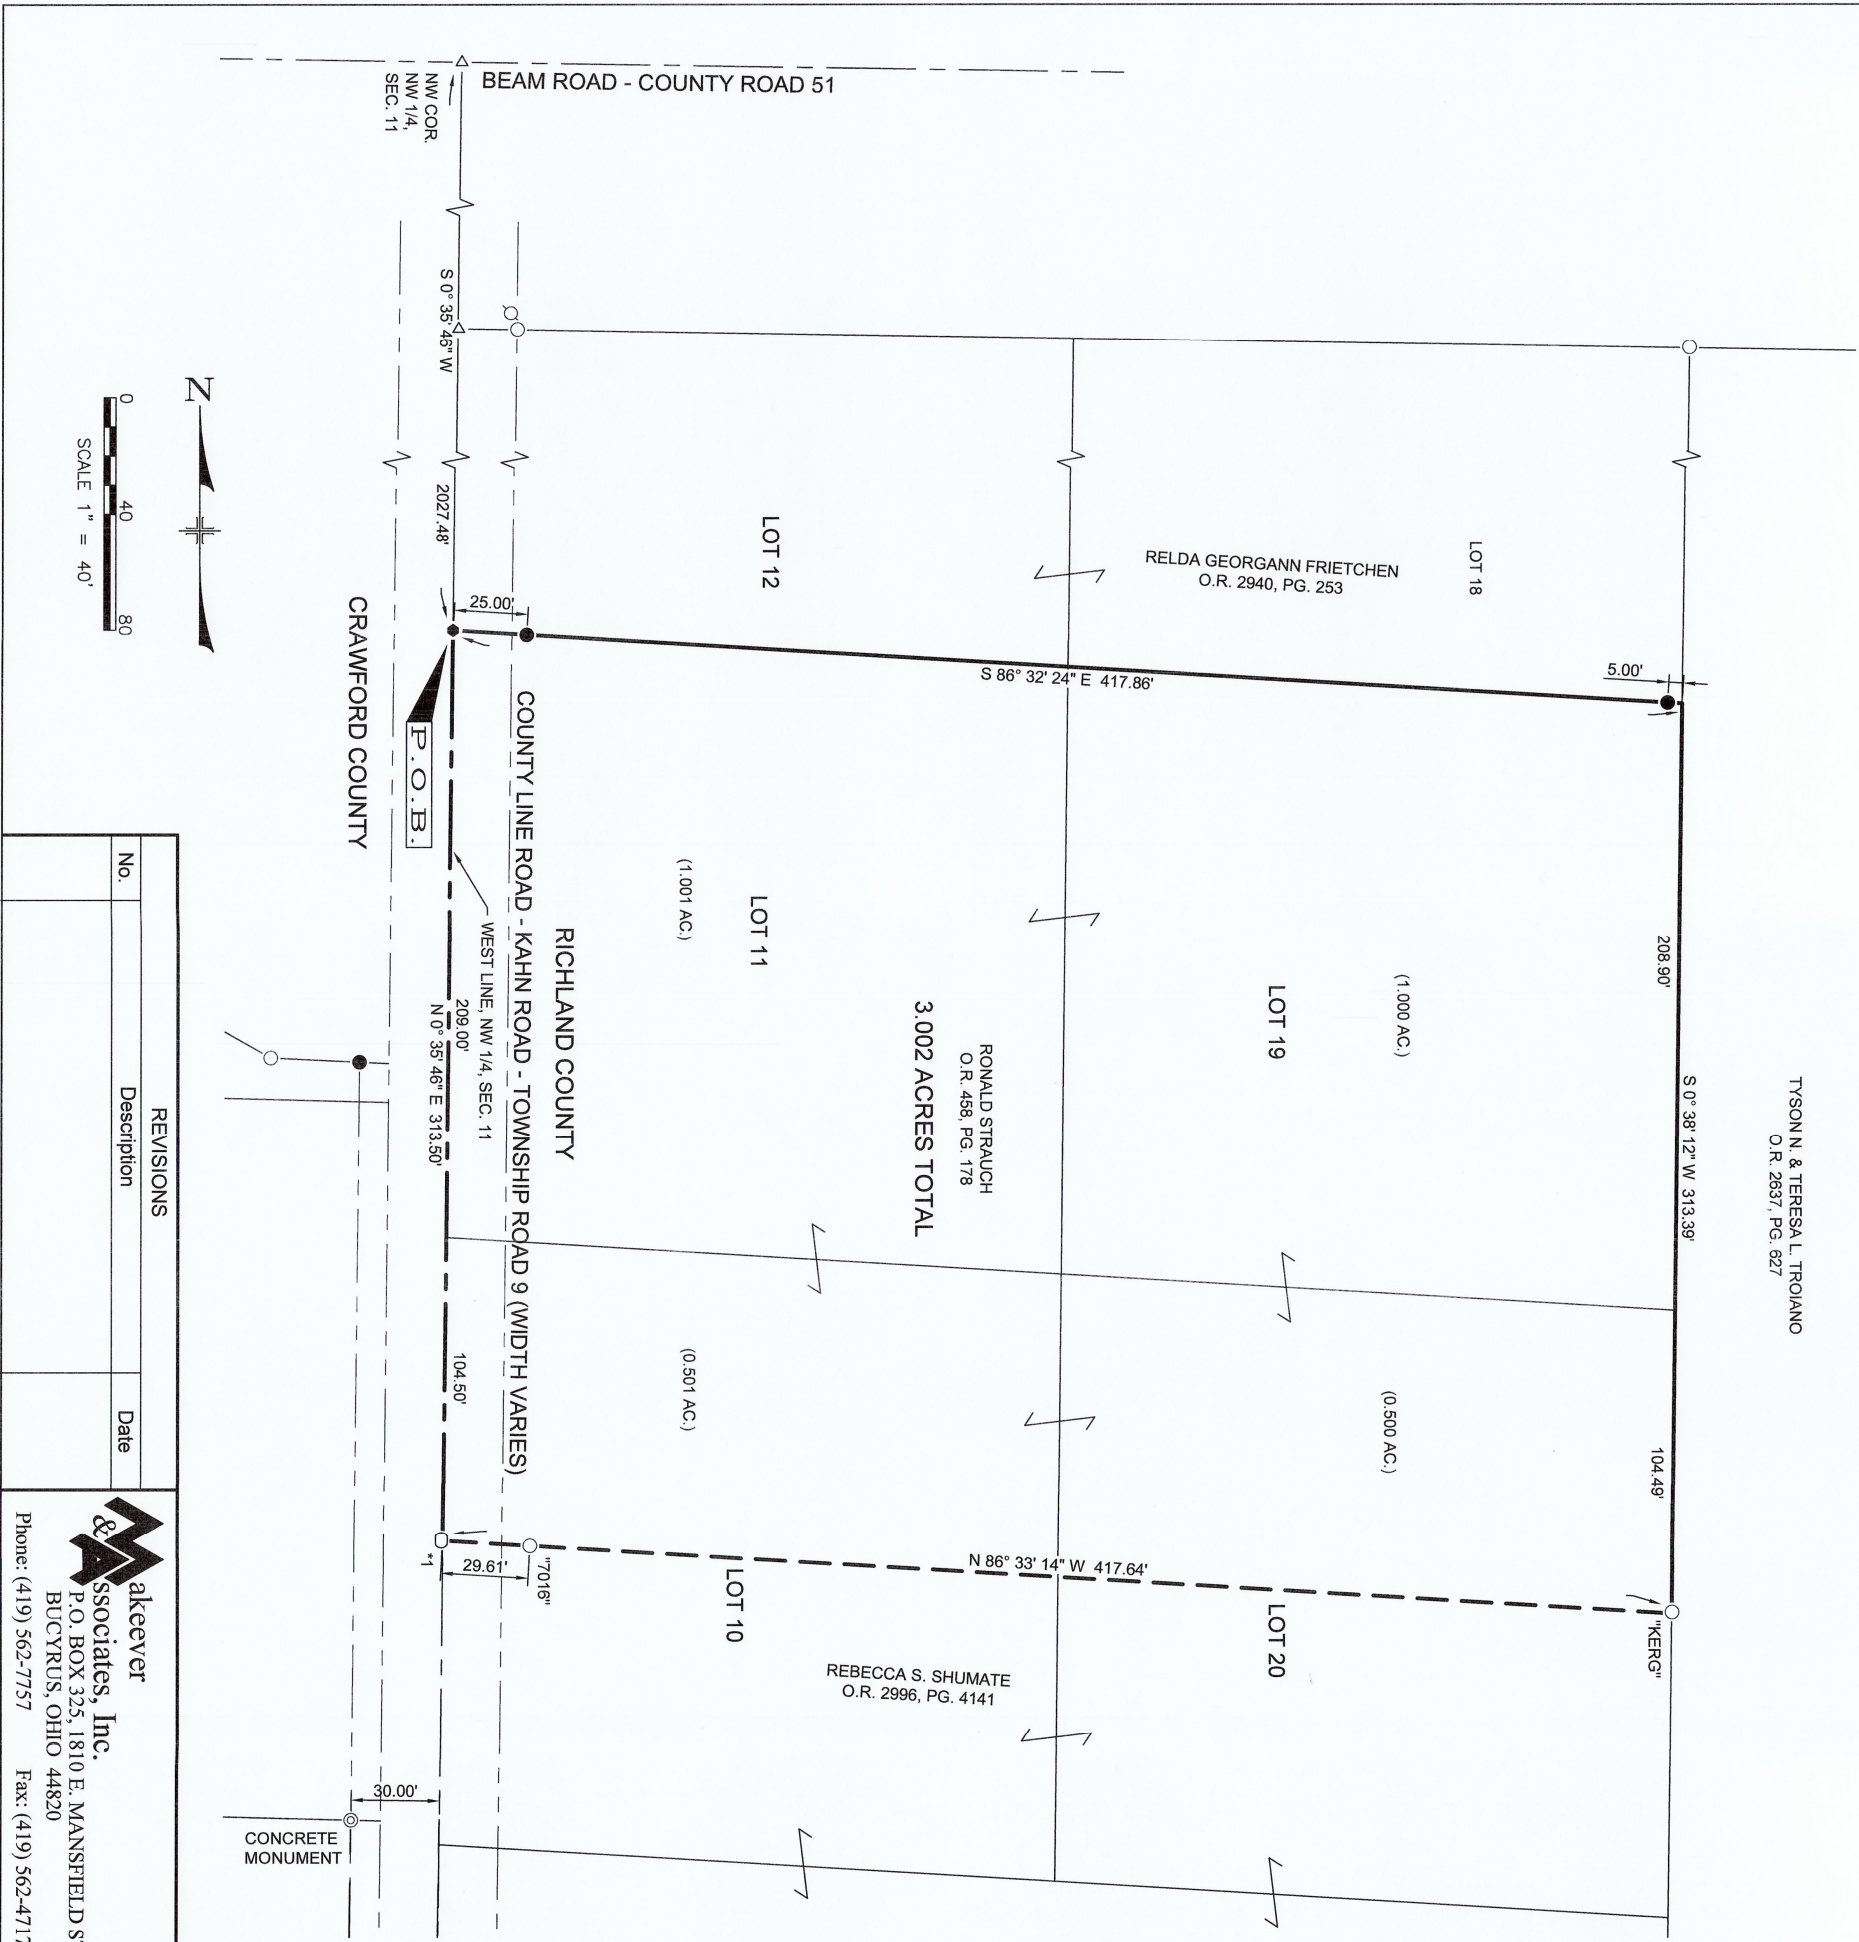 BEAM ROAD - COUNTY ROAD 51
NW COR.
NW 1/4,
SEC. 11
S 0° 35' 46" W
2027.48'
25.00'
LOT 12
RELDA GEORGANN FRIETCHEN
O.R. 2940, PG. 253
LOT 18
5.00'
S 86° 32' 24" E 417.86'
N
0 40 80
SCALE 1" = 40'
CRAWFORD COUNTY
P.O.B.
COUNTY LINE ROAD - KAHN ROAD - TOWNSHIP ROAD 9 (WIDTH VARIES)
RICHLAND COUNTY
WEST LINE, NW 1/4, SEC. 11
209.00'
N 0° 35' 46" E 313.50'
104.50'
(1.001 AC.)
LOT 11
3.002 ACRES TOTAL
RONALD STRAUCH
O.R. 458, PG. 178
LOT 19
(1.000 AC.)
208.90'
S 0° 38' 12" W 313.39'
104.49'
TYSON N. & TERESA L. TROIANO
O.R. 2637, PG. 627
(0.501 AC.)
(0.500 AC.)
*1
29.61'
"7016"
N 86° 33' 14" W 417.64'
"KERG"
LOT 10
LOT 20
REBECCA S. SHUMATE
O.R. 2996, PG. 4141
30.00'
CONCRETE
MONUMENT
REVISIONS
No. Description Date
Makeever
& Associates, Inc.
P.O. BOX 325, 1810 E. MANSFIELD
BUCYRUS, OHIO 44820
Phone: (419) 562-7757 Fax: (419) 562-4717